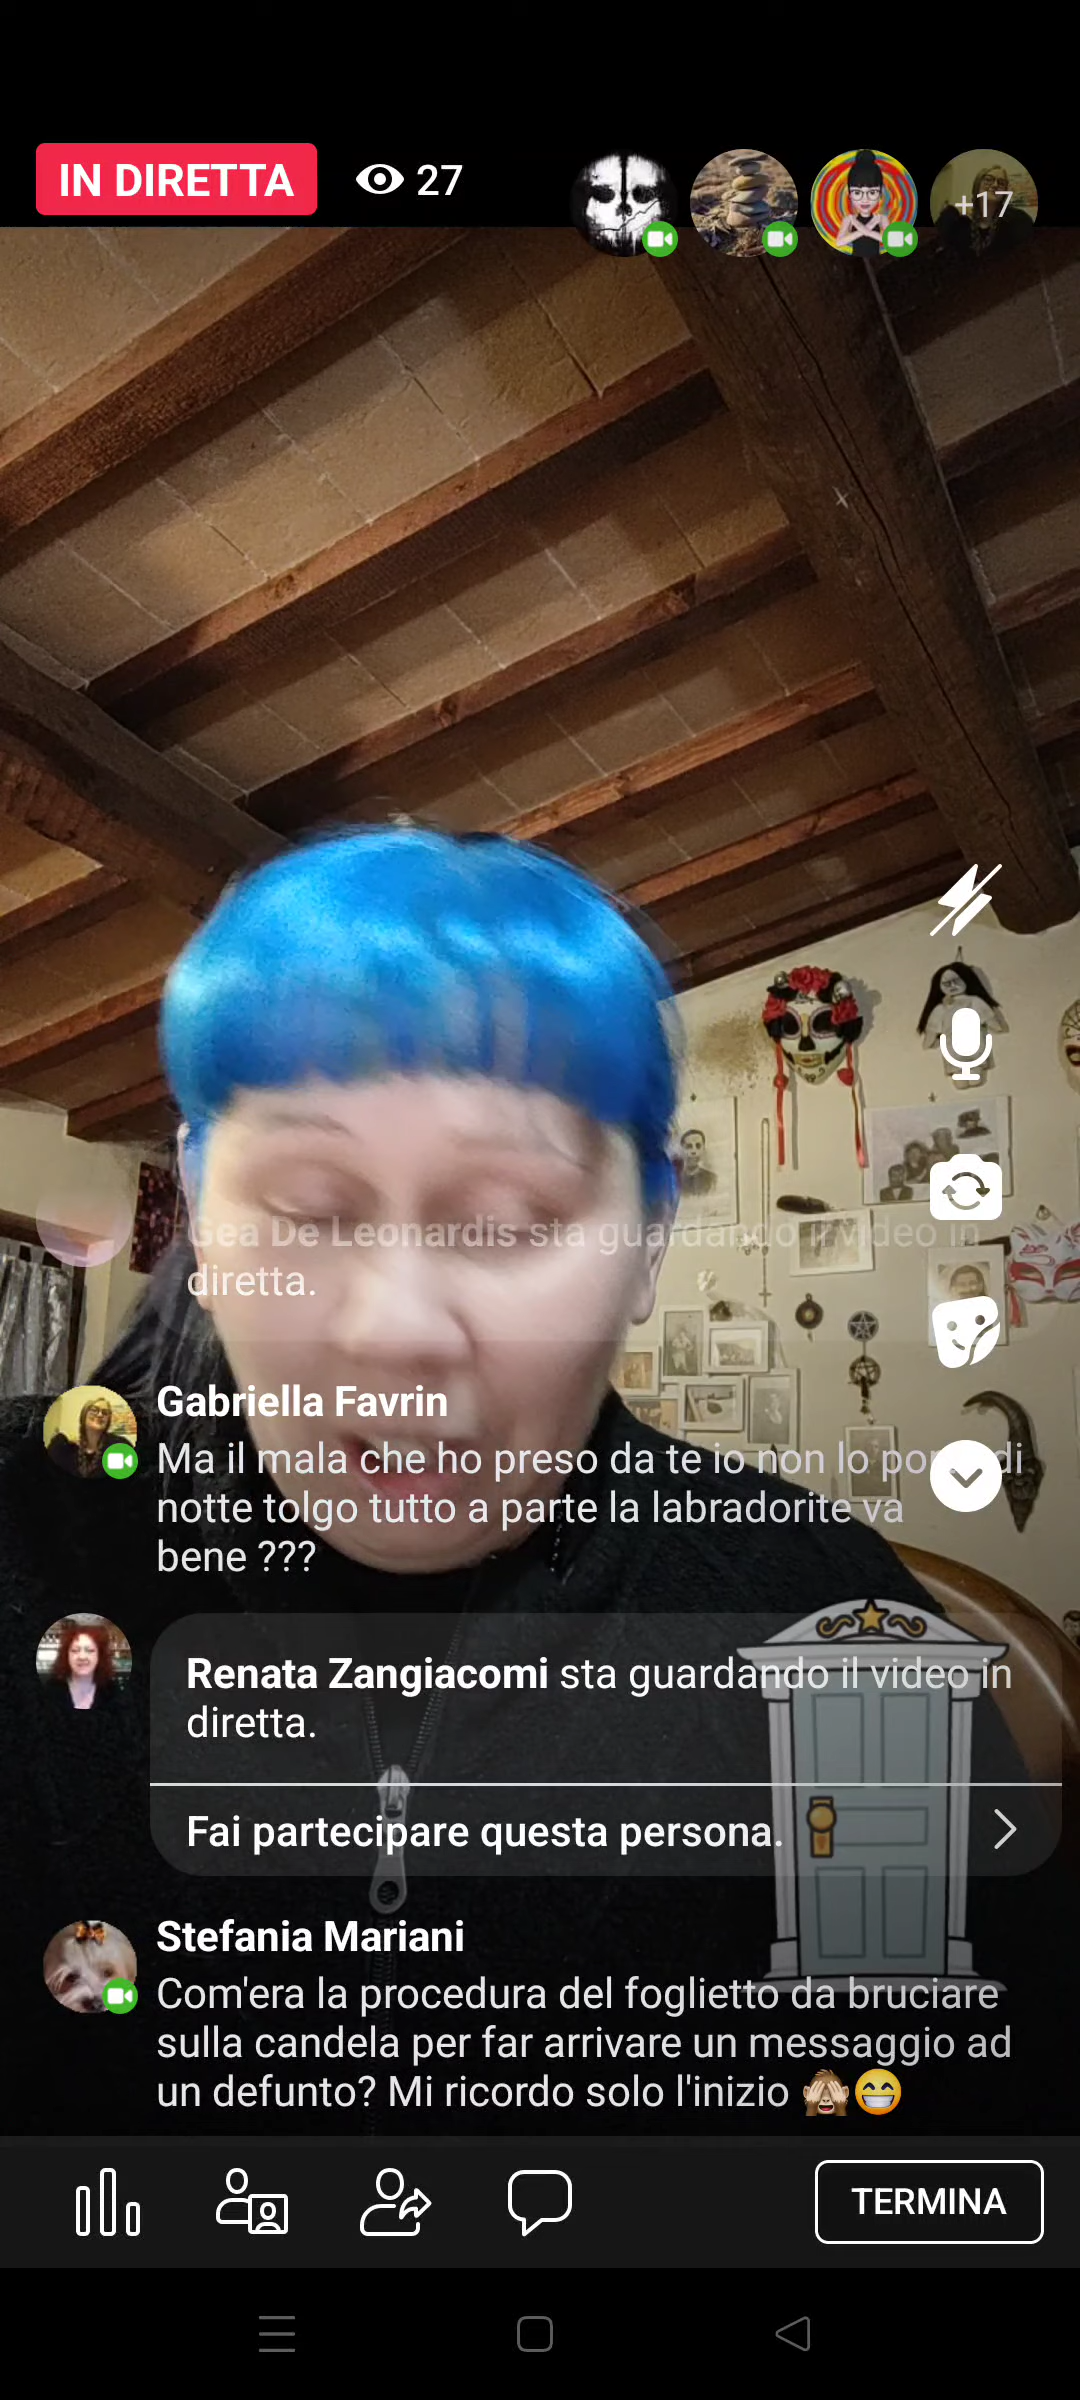 IN DIRETTA
27
+17
Gea De Leonardis sta guardando il video in
diretta.
Gabriella Favrin
Ma il mala che ho preso da te io non lo di
notte tolgo tutto a parte la labradorite va
bene ???
Renata Zangiacomi sta guardando il video in
diretta.
Fai partecipare questa persona.
Stefania Mariani
Com'era la procedura del foglietto da bruciare
sulla candela per far arrivare un messaggio ad
un defunto? Mi ricordo solo l'inizio 🙈😁
TERMINA